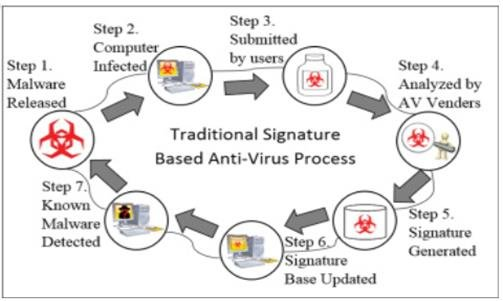 Step 1.
Malware
Released
Step 2.
Computer
Infected
Step 3.
Submitted
by users
Step 4.
Analyzed by
AV Venders
Traditional Signature
Based Anti-Virus Process
Step 5.
Signature
Generated
Step 6.
Signature
Base Updated
Step 7.
Known
Malware
Detected